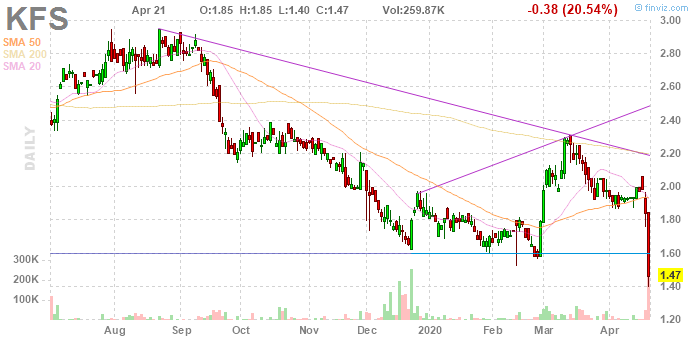 KFS Apr 21 O:1.85 H:1.85 L:1.40 C:1.47 Vol:259.87K -0.38 (20.54%) © finviz.com
SMA 50
SMA 200
SMA 20
DAILY
3.00
2.80
2.60
2.40
2.20
2.00
1.80
1.60
1.47
1.40
1.20
300K
200K
100K
Aug Sep Oct Nov Dec 2020 Feb Mar Apr